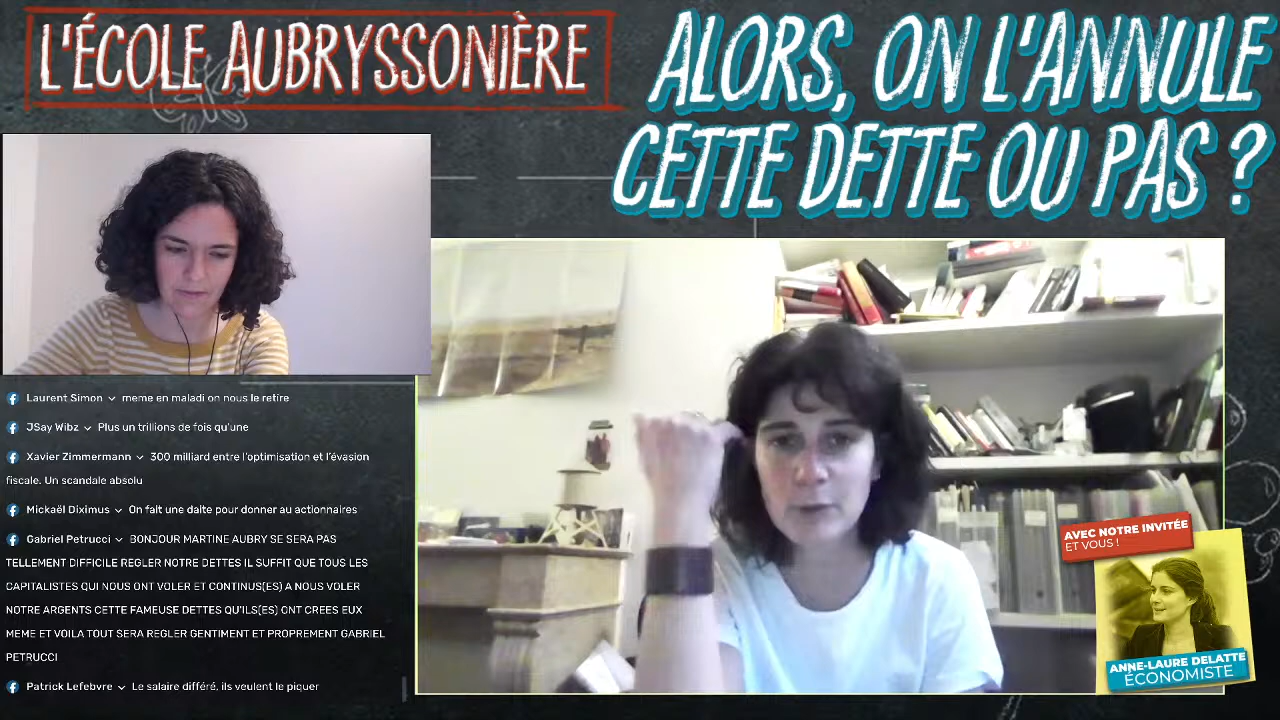 L'ÉCOLE AUBRYSSONIÈRE
ALORS, ON L'ANNULE
CETTE DETTE OU PAS ?
Laurent Simon meme en maladi on nous le retire
JSay Wibz Plus un trillions de fois qu'une
Xavier Zimmermann 300 milliard entre l'optimisation et l'évasion
fiscale. Un scandale absolu
Mickaël Diximus On fait une dalte pour donner au actionnaires
Gabriel Petrucci BONJOUR MARTINE AUBRY SE SERA PAS
TELLEMENT DIFFICILE REGLER NOTRE DETTES IL SUFFIT QUE TOUS LES
CAPITALISTES QUI NOUS ONT VOLER ET CONTINUS(ES) A NOUS VOLER
NOTRE ARGENTS CETTE FAMEUSE DETTES QU'ILS(ES) ONT CREES EUX
MEME ET VOILA TOUT SERA REGLER GENTIMENT ET PROPREMENT GABRIEL
PETRUCCI
Patrick Lefebvre Le salaire différé, ils veulent le piquer
AVEC NOTRE INVITÉE
ET VOUS !
ANNE-LAURE DELATTE
ÉCONOMISTE